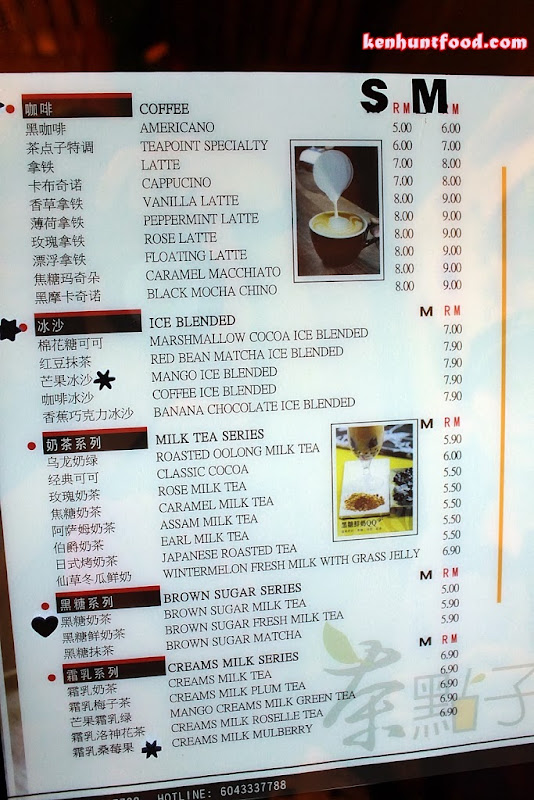 kenhuntfood.com
S RM M RM
咖啡 COFFEE
黑咖啡 AMERICANO 5.00 6.00
茶点子特调 TEAPOINT SPECIALTY 6.00 7.00
拿铁 LATTE 7.00 8.00
卡布奇诺 CAPPUCINO 7.00 8.00
香草拿铁 VANILLA LATTE 8.00 9.00
薄荷拿铁 PEPPERMINT LATTE 8.00 9.00
玫瑰拿铁 ROSE LATTE 8.00 9.00
漂浮拿铁 FLOATING LATTE 8.00 9.00
焦糖玛奇朵 CARAMEL MACCHIATO 8.00 9.00
黑摩卡奇诺 BLACK MOCHA CHINO 8.00 9.00
冰沙 ICE BLENDED M RM
棉花糖可可 MARSHMALLOW COCOA ICE BLENDED 7.00
红豆抹茶 RED BEAN MATCHA ICE BLENDED 7.90
芒果冰沙 MANGO ICE BLENDED 7.90
咖啡冰沙 COFFEE ICE BLENDED 7.90
香蕉巧克力冰沙 BANANA CHOCOLATE ICE BLENDED 7.90
奶茶系列 MILK TEA SERIES M RM
乌龙奶绿 ROASTED OOLONG MILK TEA 5.90
经典可可 CLASSIC COCOA 6.00
玫瑰奶茶 ROSE MILK TEA 5.50
焦糖奶茶 CARAMEL MILK TEA 5.50
阿萨姆奶茶 ASSAM MILK TEA 5.50
伯爵奶茶 EARL MILK TEA 5.50
日式烤奶茶 JAPANESE ROASTED TEA 5.50
仙草冬瓜鲜奶 WINTERMELON FRESH MILK WITH GRASS JELLY 6.90
黑糖鲜奶QQ
黑糖系列 BROWN SUGAR SERIES M RM
黑糖奶茶 BROWN SUGAR MILK TEA 5.00
黑糖鲜奶茶 BROWN SUGAR FRESH MILK TEA 5.90
黑糖抹茶 BROWN SUGAR MATCHA 5.90
霜乳系列 CREAMS MILK SERIES M RM
霜乳奶茶 CREAMS MILK TEA 6.90
霜乳梅子茶 CREAMS MILK PLUM TEA 6.90
芒果霜乳绿 MANGO CREAMS MILK GREEN TEA 6.90
霜乳洛神花茶 CREAMS MILK ROSELLE TEA 6.90
霜乳桑莓果 CREAMS MILK MULBERRY 6.90
茶點子
HOTLINE: 6043337788